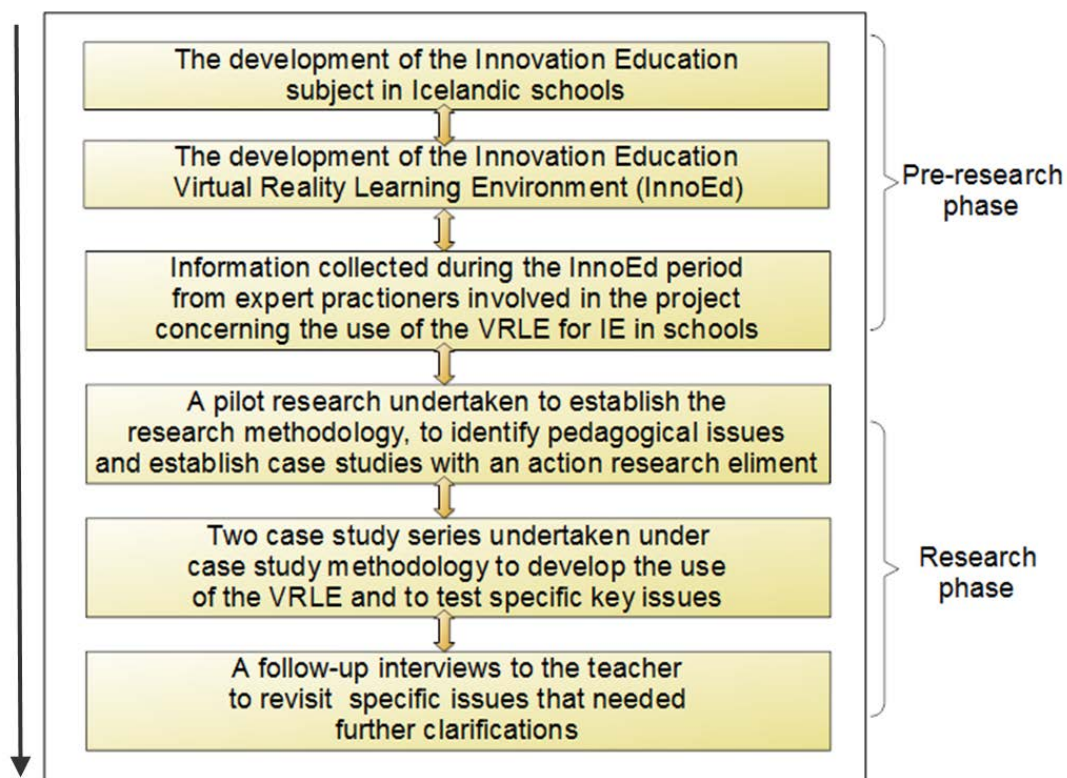 The development of the Innovation Education
subject in Icelandic schools
The development of the Innovation Education
Virtual Reality Learning Environment (InnoEd)
Information collected during the InnoEd period
from expert practioners involved in the project
concerning the use of the VRLE for IE in schools
Pre-research
phase
A pilot research undertaken to establish the
research methodology, to identify pedagogical issues
and establish case studies with an action research eliment
Two case study series undertaken under
case study methodology to develop the use
of the VRLE and to test specific key issues
A follow-up interviews to the teacher
to revisit specific issues that needed
further clarifications
Research
phase